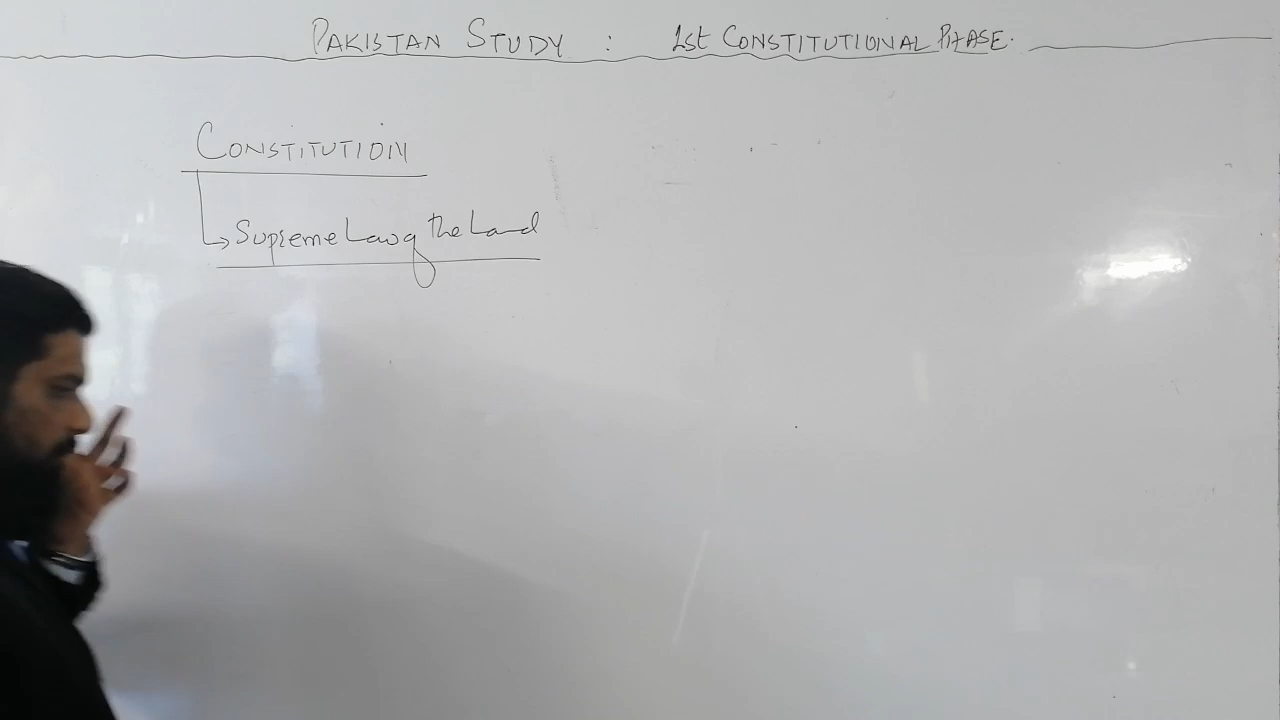 PAKISTAN STUDY : 1st CONSTITUTIONAL PHASE.
CONSTITUTION
Supreme Law of the Land